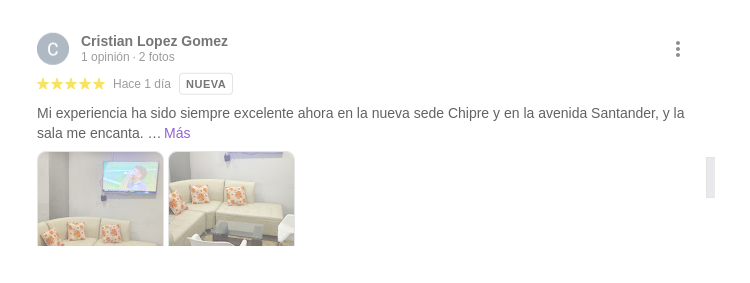 C
Cristian Lopez Gomez
1 opinión · 2 fotos
Hace 1 día NUEVA
Mi experiencia ha sido siempre excelente ahora en la nueva sede Chipre y en la avenida Santander, y la
sala me encanta. … Más